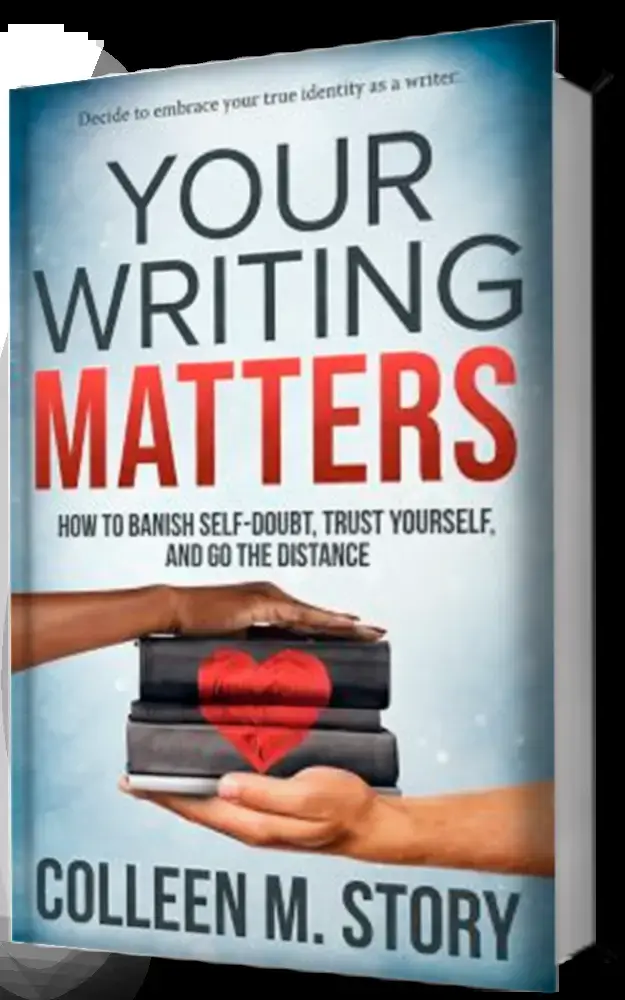 Decide to embrace your true identity as a writer.
YOUR
WRITING
MATTERS
HOW TO BANISH SELF-DOUBT, TRUST YOURSELF,
AND GO THE DISTANCE
COLLEEN M. STORY